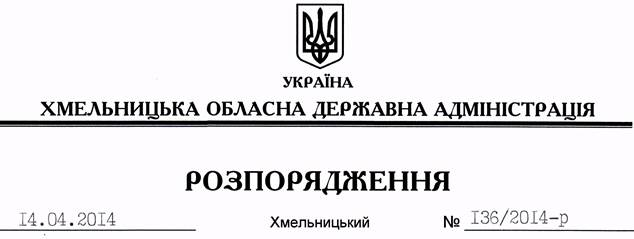 УКРАЇНА
ХМЕЛЬНИЦЬКА ОБЛАСНА ДЕРЖАВНА АДМІНІСТРАЦІЯ
РОЗПОРЯДЖЕННЯ
14.04.2014 Хмельницький № 136/2014-р